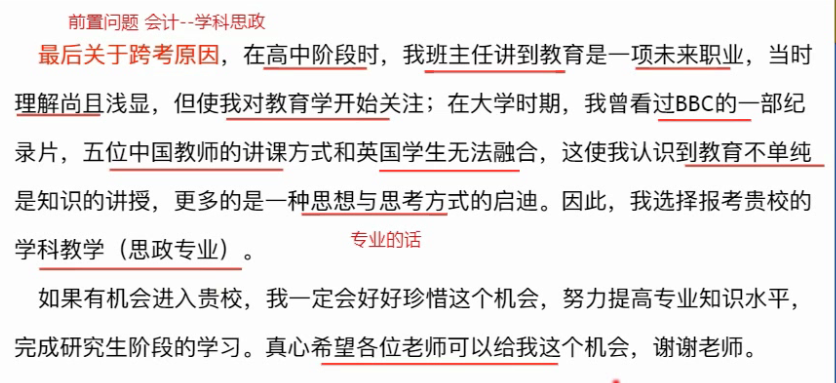 前置问题 会计--学科思政
最后关于跨考原因，在高中阶段时，我班主任讲到教育是一项未来职业，当时
理解尚且浅显，但使我对教育学开始关注；在大学时期，我曾看过BBC的一部纪
录片，五位中国教师的讲课方式和英国学生无法融合，这使我认识到教育不单纯
是知识的讲授，更多的是一种思想与思考方式的启迪。因此，我选择报考贵校的
学科教学（思政专业）。
专业的话
如果有机会进入贵校，我一定会好好珍惜这个机会，努力提高专业知识水平，
完成研究生阶段的学习。真心希望各位老师可以给我这个机会，谢谢老师。